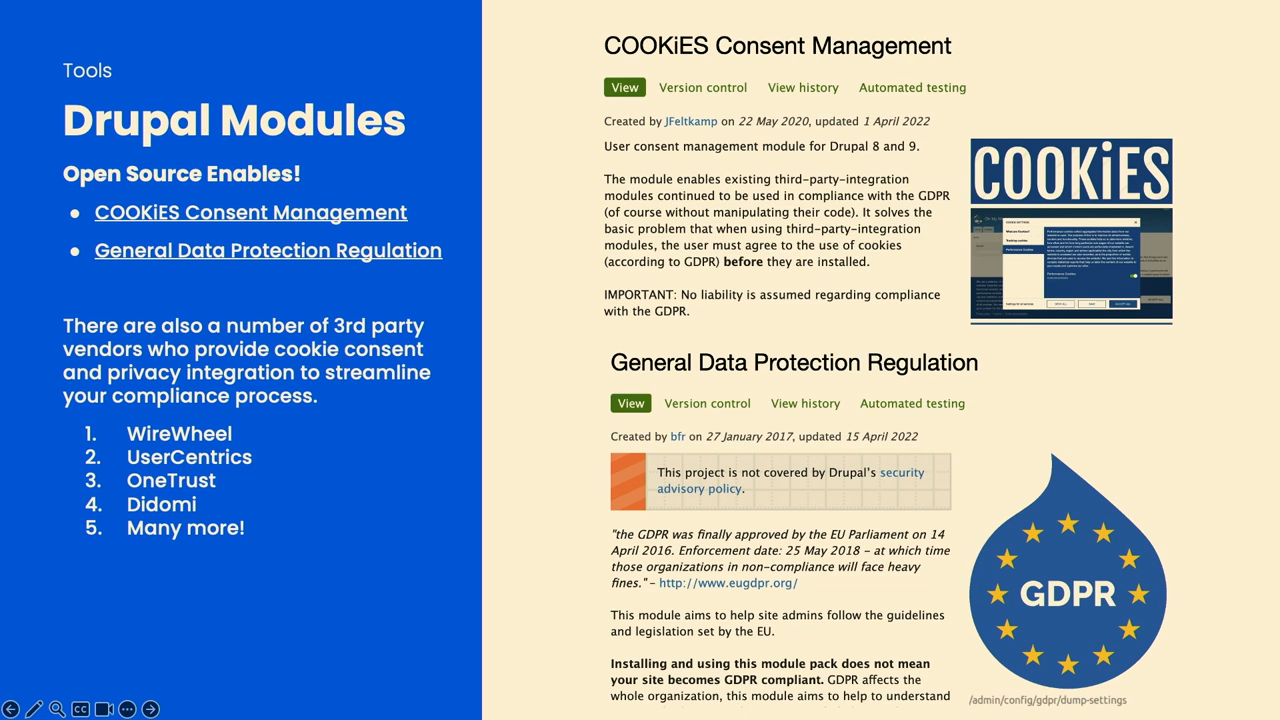 Tools
Drupal Modules
Open Source Enables!
● COOKiES Consent Management
● General Data Protection Regulation
There are also a number of 3rd party
vendors who provide cookie consent
and privacy integration to streamline
your compliance process.
1. WireWheel
2. UserCentrics
3. OneTrust
4. Didomi
5. Many more!
COOKiES Consent Management
View Version control View history Automated testing
Created by JFeltkamp on 22 May 2020, updated 1 April 2022
User consent management module for Drupal 8 and 9.
The module enables existing third-party-integration
modules continued to be used in compliance with the GDPR
(of course without manipulating their code). It solves the
basic problem that when using third-party-integration
modules, the user must agree to the use of cookies
(according to GDPR) before they are installed.
IMPORTANT: No liability is assumed regarding compliance
with the GDPR.
COOKiES
General Data Protection Regulation
View Version control View history Automated testing
Created by bfr on 27 January 2017, updated 15 April 2022
This project is not covered by Drupal's security
advisory policy.
"the GDPR was finally approved by the EU Parliament on 14
April 2016. Enforcement date: 25 May 2018 - at which time
those organizations in non-compliance will face heavy
fines." - http://www.eugdpr.org/
This module aims to help site admins follow the guidelines
and legislation set by the EU.
Installing and using this module pack does not mean
your site becomes GDPR compliant. GDPR affects the
whole organization, this module aims to help to understand
GDPR
/admin/config/gdpr/dump-settings
CC